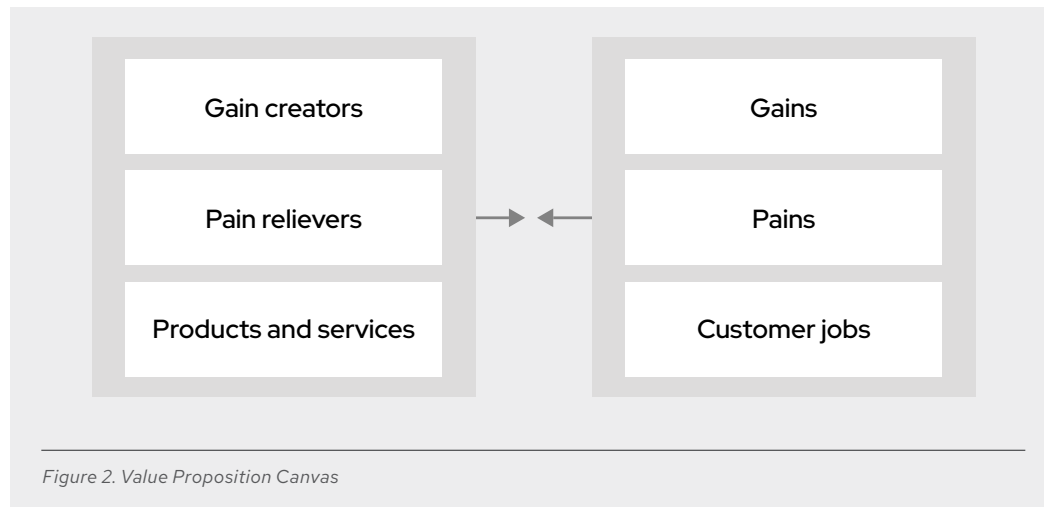 Gain creators
Pain relievers
Products and services
Gains
Pains
Customer jobs
Figure 2. Value Proposition Canvas